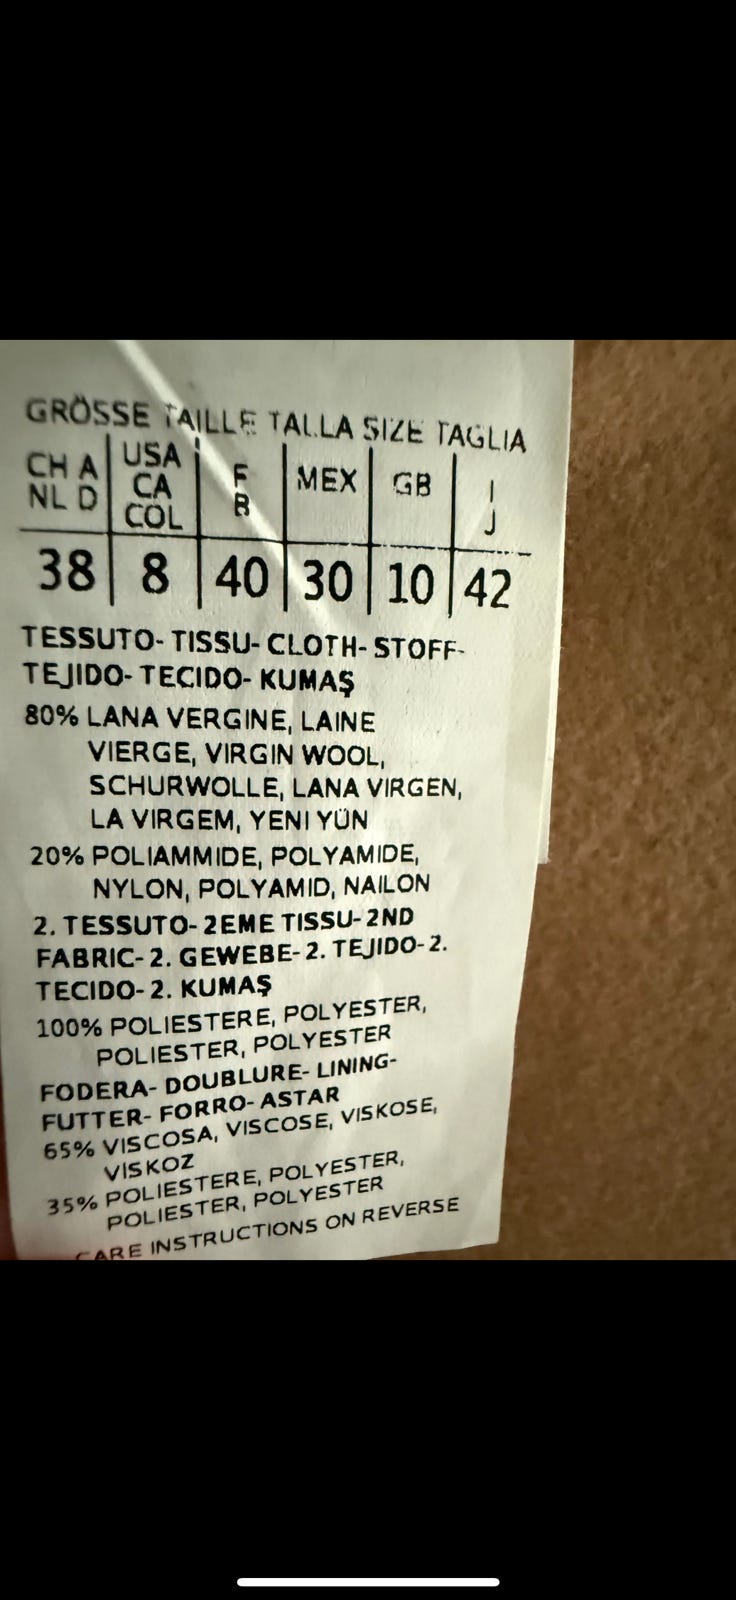 GRÖSSE TAILLE TALLA SIZE TAGLIA
CH A NL D | USA CA COL | F B | MEX | GB | I J
38 | 8 | 40 | 30 | 10 | 42
TESSUTO- TISSU- CLOTH- STOFF-
TEJIDO- TECIDO- KUMAŞ
80% LANA VERGINE, LAINE
VIERGE, VIRGIN WOOL,
SCHURWOLLE, LANA VIRGEN,
LA VIRGEM, YENI YÜN
20% POLIAMMIDE, POLYAMIDE,
NYLON, POLYAMID, NAILON
2. TESSUTO- 2EME TISSU- 2ND
FABRIC- 2. GEWEBE- 2. TEJIDO- 2.
TECIDO- 2. KUMAŞ
100% POLIESTERE, POLYESTER,
POLIESTER, POLYESTER
FODERA- DOUBLURE- LINING-
FUTTER- FORRO- ASTAR
65% VISCOSA, VISCOSE, VISKOSE,
VİSKOZ
35% POLIESTERE, POLYESTER,
POLIESTER, POLYESTER
CARE INSTRUCTIONS ON REVERSE